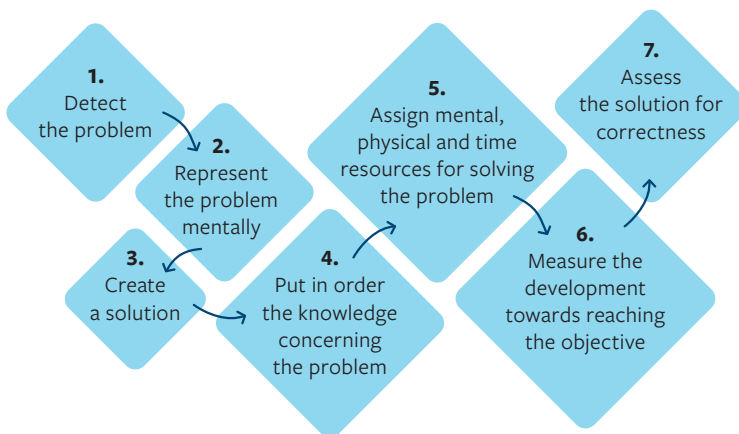 1.
Detect
the problem
2.
Represent
the problem
mentally
3.
Create
a solution
4.
Put in order
the knowledge
concerning
the problem
5.
Assign mental,
physical and time
resources for solving
the problem
6.
Measure the
development
towards reaching
the objective
7.
Assess
the solution for
correctness